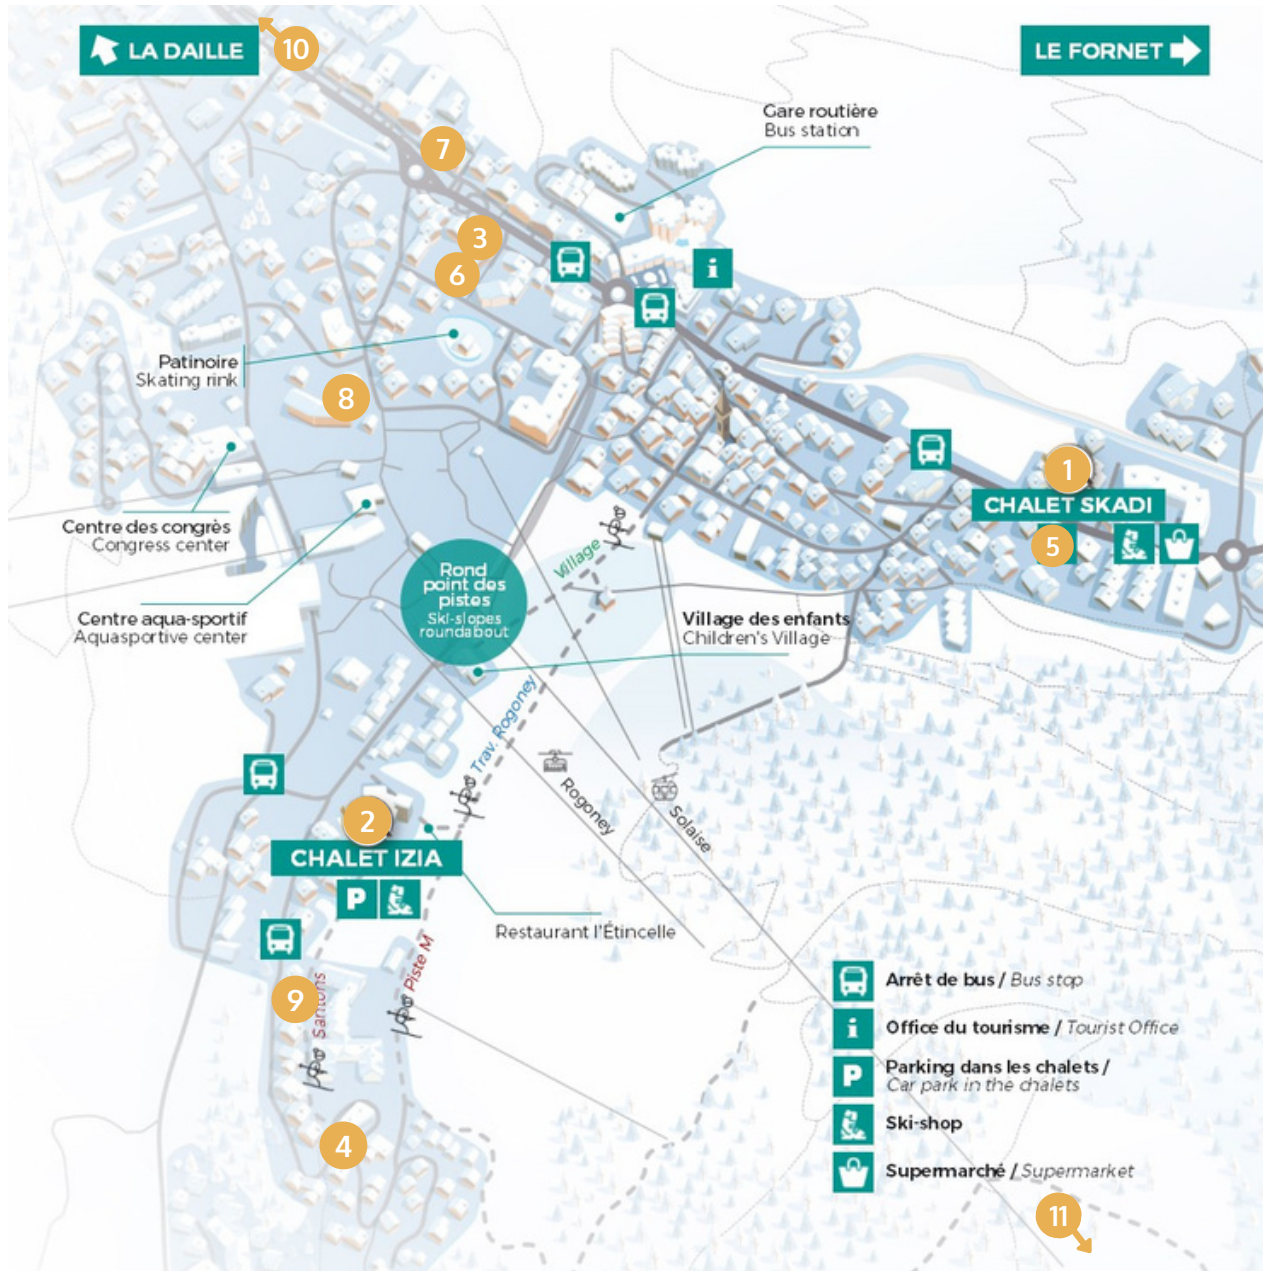 LA DAILLE
10
LE FORNET
Gare routière
Bus station
7
3
6
i
Patinoire
Skating rink
8
1
CHALET SKADI
5
Centre des congrès
Congress center
Village
Rond
point des
pistes
Ski-slopes
roundabout
Centre aqua-sportif
Aquasportive center
Village des enfants
Children's Village
Trav. Rogoney
Rogoney
Solaise
2
CHALET IZIA
P
Restaurant l'Étincelle
Piste M
9
Santons
4
Arrêt de bus / Bus stop
i
Office du tourisme / Tourist Office
P
Parking dans les chalets /
Car park in the chalets
Ski-shop
Supermarché / Supermarket
11